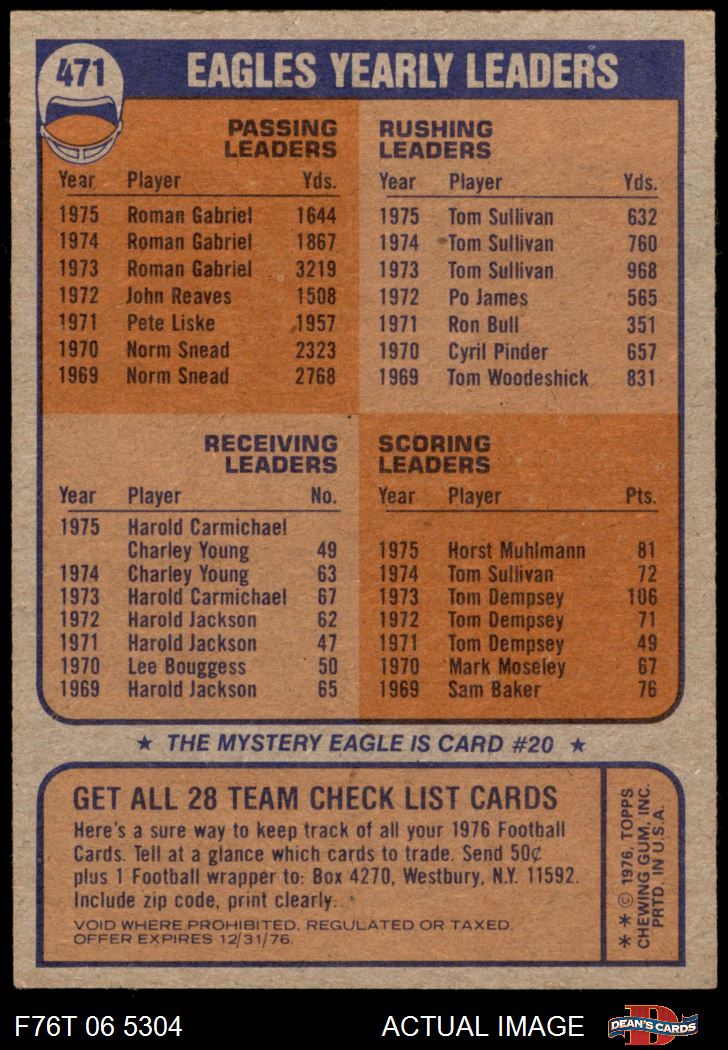 471 EAGLES YEARLY LEADERS
PASSING
LEADERS
Year Player Yds.
1975 Roman Gabriel 1644
1974 Roman Gabriel 1867
1973 Roman Gabriel 3219
1972 John Reaves 1508
1971 Pete Liske 1957
1970 Norm Snead 2323
1969 Norm Snead 2768
RUSHING
LEADERS
Year Player Yds.
1975 Tom Sullivan 632
1974 Tom Sullivan 760
1973 Tom Sullivan 968
1972 Po James 565
1971 Ron Bull 351
1970 Cyril Pinder 657
1969 Tom Woodeshick 831
RECEIVING
LEADERS
Year Player No.
1975 Harold Carmichael
Charley Young 49
1974 Charley Young 63
1973 Harold Carmichael 67
1972 Harold Jackson 62
1971 Harold Jackson 47
1970 Lee Bouggess 50
1969 Harold Jackson 65
SCORING
LEADERS
Year Player Pts.
1975 Horst Muhlmann 81
1974 Tom Sullivan 72
1973 Tom Dempsey 106
1972 Tom Dempsey 71
1971 Tom Dempsey 49
1970 Mark Moseley 67
1969 Sam Baker 76
★ THE MYSTERY EAGLE IS CARD #20 ★
GET ALL 28 TEAM CHECK LIST CARDS
Here's a sure way to keep track of all your 1976 Football
Cards. Tell at a glance which cards to trade. Send 50¢
plus 1 Football wrapper to: Box 4270, Westbury, N.Y. 11592.
Include zip code, print clearly.
VOID WHERE PROHIBITED, REGULATED OR TAXED.
OFFER EXPIRES 12/31/76.
** © 1976, TOPPS
CHEWING GUM, INC.
PRTD. IN U.S.A.
F76T 06 5304 ACTUAL IMAGE D DEAN'S CARDS